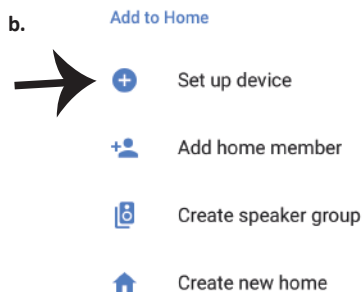 b.
Add to Home
Set up device
Add home member
Create speaker group
Create new home